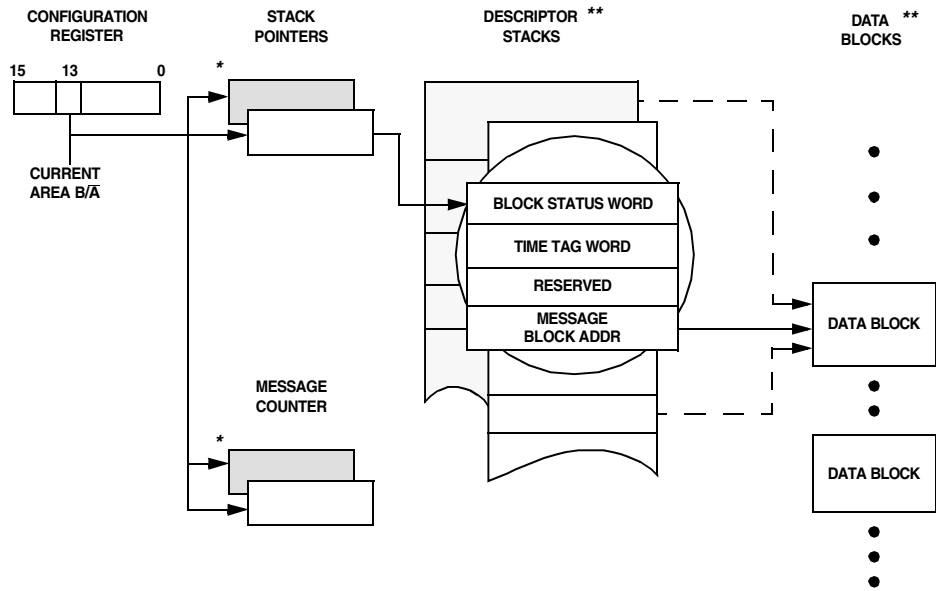 CONFIGURATION
REGISTER
15 13 0
CURRENT
AREA B/A̅
STACK
POINTERS
*
MESSAGE
COUNTER
*
DESCRIPTOR **
STACKS
BLOCK STATUS WORD
TIME TAG WORD
RESERVED
MESSAGE
BLOCK ADDR
DATA **
BLOCKS
DATA BLOCK
DATA BLOCK